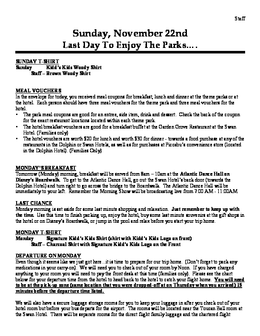 Staff
Sunday, November 22nd
Last Day To Enjoy The Parks….
SUNDAY T-SHIRT
Sunday Kidd's Kids Woody Shirt
Staff – Brown Woody Shirt
MEAL VOUCHERS
In the envelope for today, you received meal coupons for breakfast, lunch and dinner at the theme park or at
the hotel. Each person should have three meal vouchers for the theme park and three meal vouchers for the
hotel.
• The park meal coupons are good for an entree, side item, drink and dessert. Check the back of the coupon
for the exact restaurant locations located within each theme park.
• The hotel breakfast vouchers are good for a breakfast buffet at the Garden Grove Restaurant at the Swan
Hotel. (Families only)
• The hotel vouchers are worth $20 for lunch and worth $30 for dinner - towards a food purchase at any of
the restaurants in the Dolphin or Swan Hotels, as well as for purchases at Picabu's convenience store (located
in the Dolphin Hotel) (Families Only)
MONDAY'S BREAKFAST
Tomorrow (Monday) morning, breakfast will be served from 8am – 10am at the Atlantic Dance Hall on
Disney's Boardwalk. To get to the Atlantic Dance Hall, go out the Swan Hotel's back door (towards the
Dolphin Hotel) and turn right to go as over the bridge to the Boardwalk. The Atlantic Dance Hall will be
immediately to your left. Remember the Morning Show will be broadcasting live from 7:00 AM - 11:00AM.
LAST CHANCE
Monday morning is set aside for some last minute shopping and relaxation. Just remember to keep up with
the time. Use this time to finish packing up, enjoy the hotel, buy some last minute souvenirs at the gift shops in
the hotel or on Disney's Boardwalk, or jump in the pool and relax before you start your trip home.
MONDAY T-SHIRT
Monday Signature Kidd's Kids Shirt (shirt with Kidd's Kids Logo on front)
Staff – Charcoal Shirt with Signature Kidd's Kids Logo on the Front
DEPARTURE ON MONDAY
Even though it seems like we just got here…it is time to prepare for our trip home. (Don't forget to pack any
medications in your carry on). We will need you to check out of your room by Noon. If you have charged
anything to your room you will need to pay the front desk at that time (families only). Please see the chart
below for your departure time from the hotel back to the hotel to the airport on Monday. You will need
to be at the pick-up zone (same location that you were dropped off at on Thursday when you arrived)
minutes before the departure time listed.
We will also have a secure luggage storage rooms for you to keep your luggage in after you check out of your
hotel room but before your bus departs for the airport. The rooms will be located near the Toucan Ball room at
the Swan Hotel. There will be separate rooms for the direct flight family luggage and the chartered flight